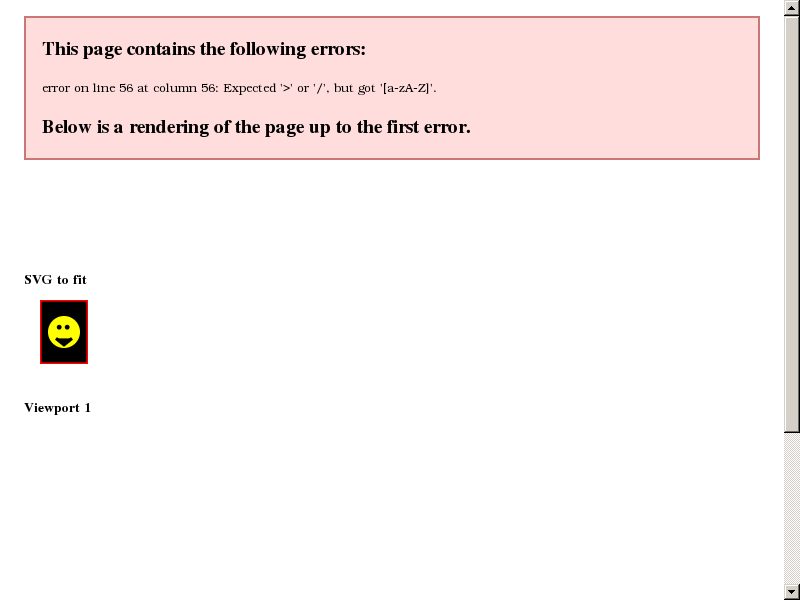 This page contains the following errors:
error on line 56 at column 56: Expected '>' or '/', but got '[a-zA-Z]'.
Below is a rendering of the page up to the first error.
SVG to fit
Viewport 1